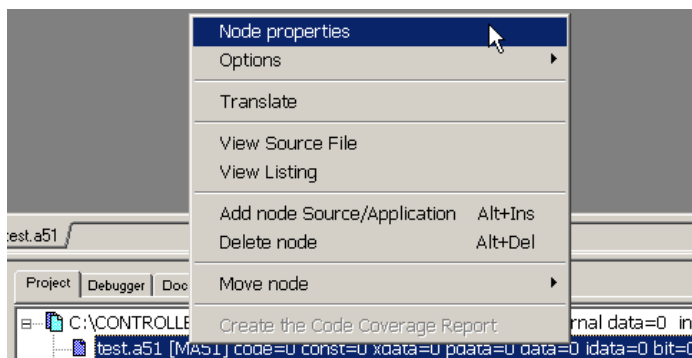 Node properties
Options
Translate
View Source File
View Listing
Add node Source/Application Alt+Ins
Delete node Alt+Del
Move node
Create the Code Coverage Report
test.a51
Project Debugger Doc
C:\CONTROLLE rnal data=0 in
test.a51 [MA51] code=0 const=0 xdata=0 pdata=0 data=0 idata=0 bit=0